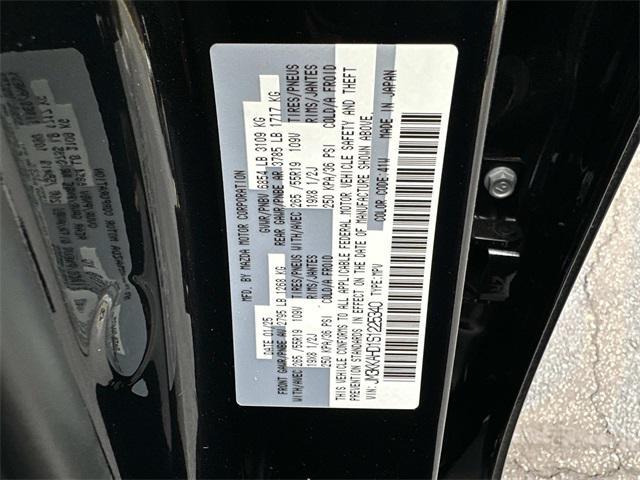 MFD. BY MAZDA MOTOR CORPORATION
DATE 01/25 GVWR/PNBV 6854 LB 3109 KG
FRONT GAWR/PNBE AV 2795 LB 1268 KG REAR GAWR/PNBE AR 3785 LB 1717 KG
WITH/AVEC 265 /55R19 109V TIRES/PNEUS WITH/AVEC 265 /55R19 109V TIRES/PNEUS
19X8 1/2J RIMS/JANTES 19X8 1/2J RIMS/JANTES
250 KPA/36 PSI COLD/A FROID 250 KPA/36 PSI COLD/A FROID
THIS VEHICLE CONFORMS TO ALL APPLICABLE FEDERAL MOTOR VEHICLE SAFETY AND THEFT
PREVENTION STANDARDS IN EFFECT ON THE DATE OF MANUFACTURE SHOWN ABOVE.
VIN: JM3KKAHD1S1225340 TYPE:MPV COLOR CODE:41W MADE IN JAPAN